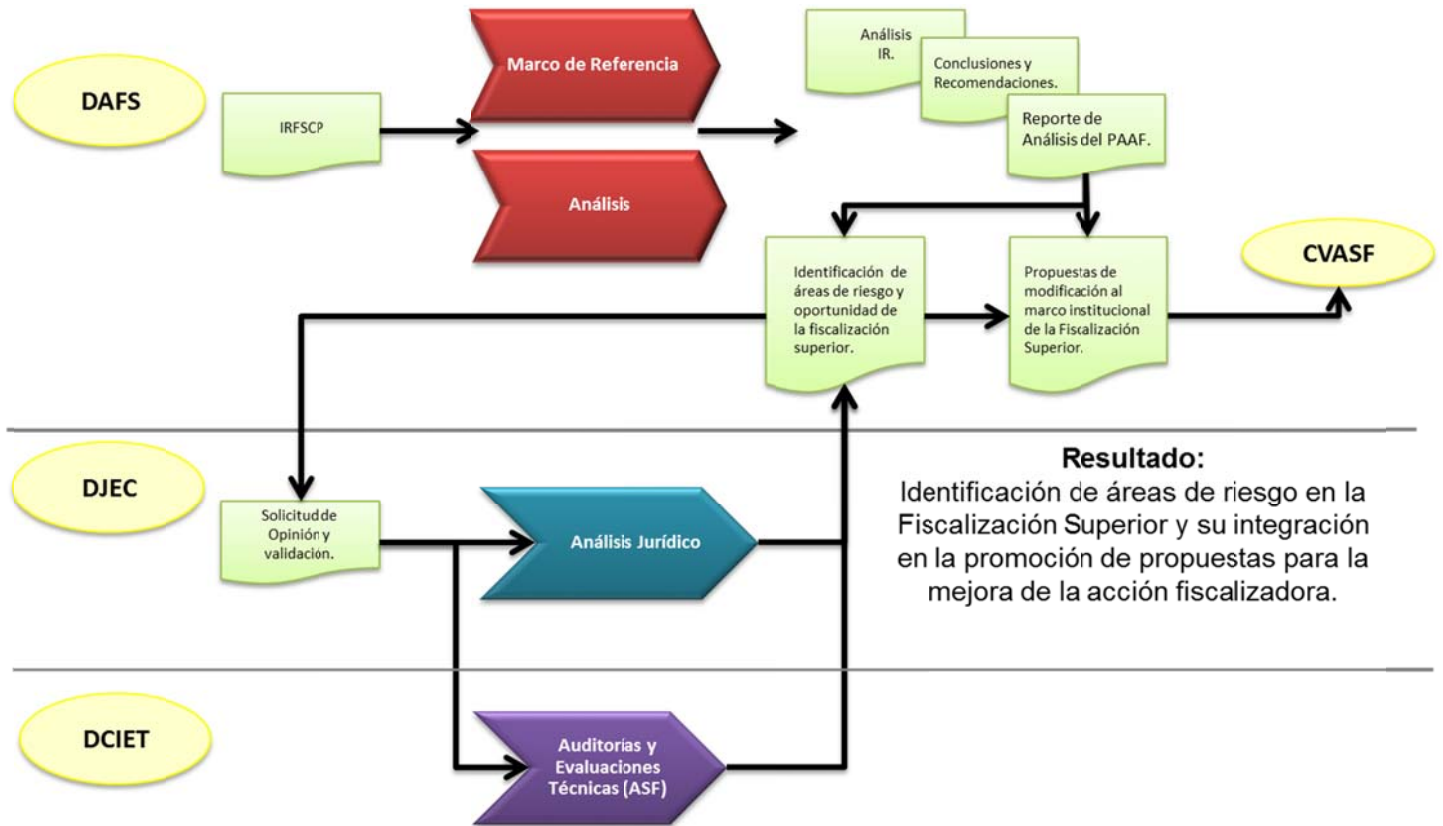 DAFS
IRFSCP
Marco de Referencia
Análisis
Análisis
IR.
Conclusiones y
Recomendaciones.
Reporte de
Análisis del PAAF.
Identificación de
áreas de riesgo y
oportunidad de
la fiscalización
superior.
Propuestas de
modificación al
marco institucional
de la Fiscalización
Superior.
CVASF
DJEC
Solicitud de
Opinión y
validación.
Análisis Jurídico
Resultado:
Identificación de áreas de riesgo en la
Fiscalización Superior y su integración
en la promoción de propuestas para la
mejora de la acción fiscalizadora.
DCIET
Auditorías y
Evaluaciones
Técnicas (ASF)